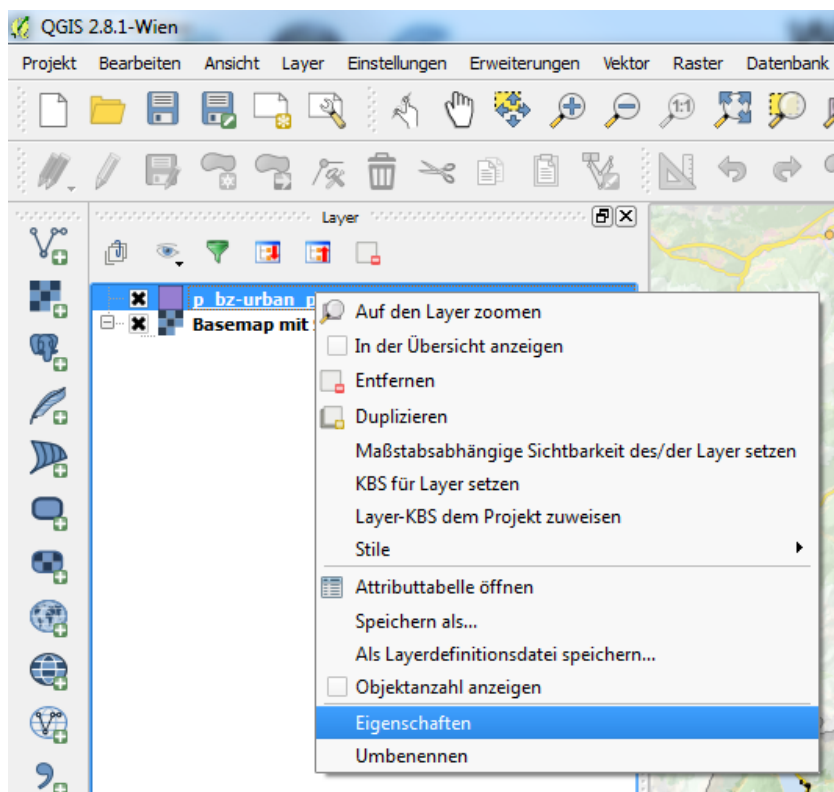 QGIS 2.8.1-Wien
Projekt Bearbeiten Ansicht Layer Einstellungen Erweiterungen Vektor Raster Datenbank
1:1
Layer
p_bz-urban_p
Basemap mit
Auf den Layer zoomen
In der Übersicht anzeigen
Entfernen
Duplizieren
Maßstabsabhängige Sichtbarkeit des/der Layer setzen
KBS für Layer setzen
Layer-KBS dem Projekt zuweisen
Stile
Attributtabelle öffnen
Speichern als...
Als Layerdefinitionsdatei speichern...
Objektanzahl anzeigen
Eigenschaften
Umbenennen